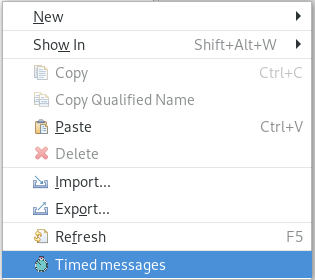 New
Show In Shift+Alt+W
Copy Ctrl+C
Copy Qualified Name
Paste Ctrl+V
Delete
Import...
Export...
Refresh F5
Timed messages